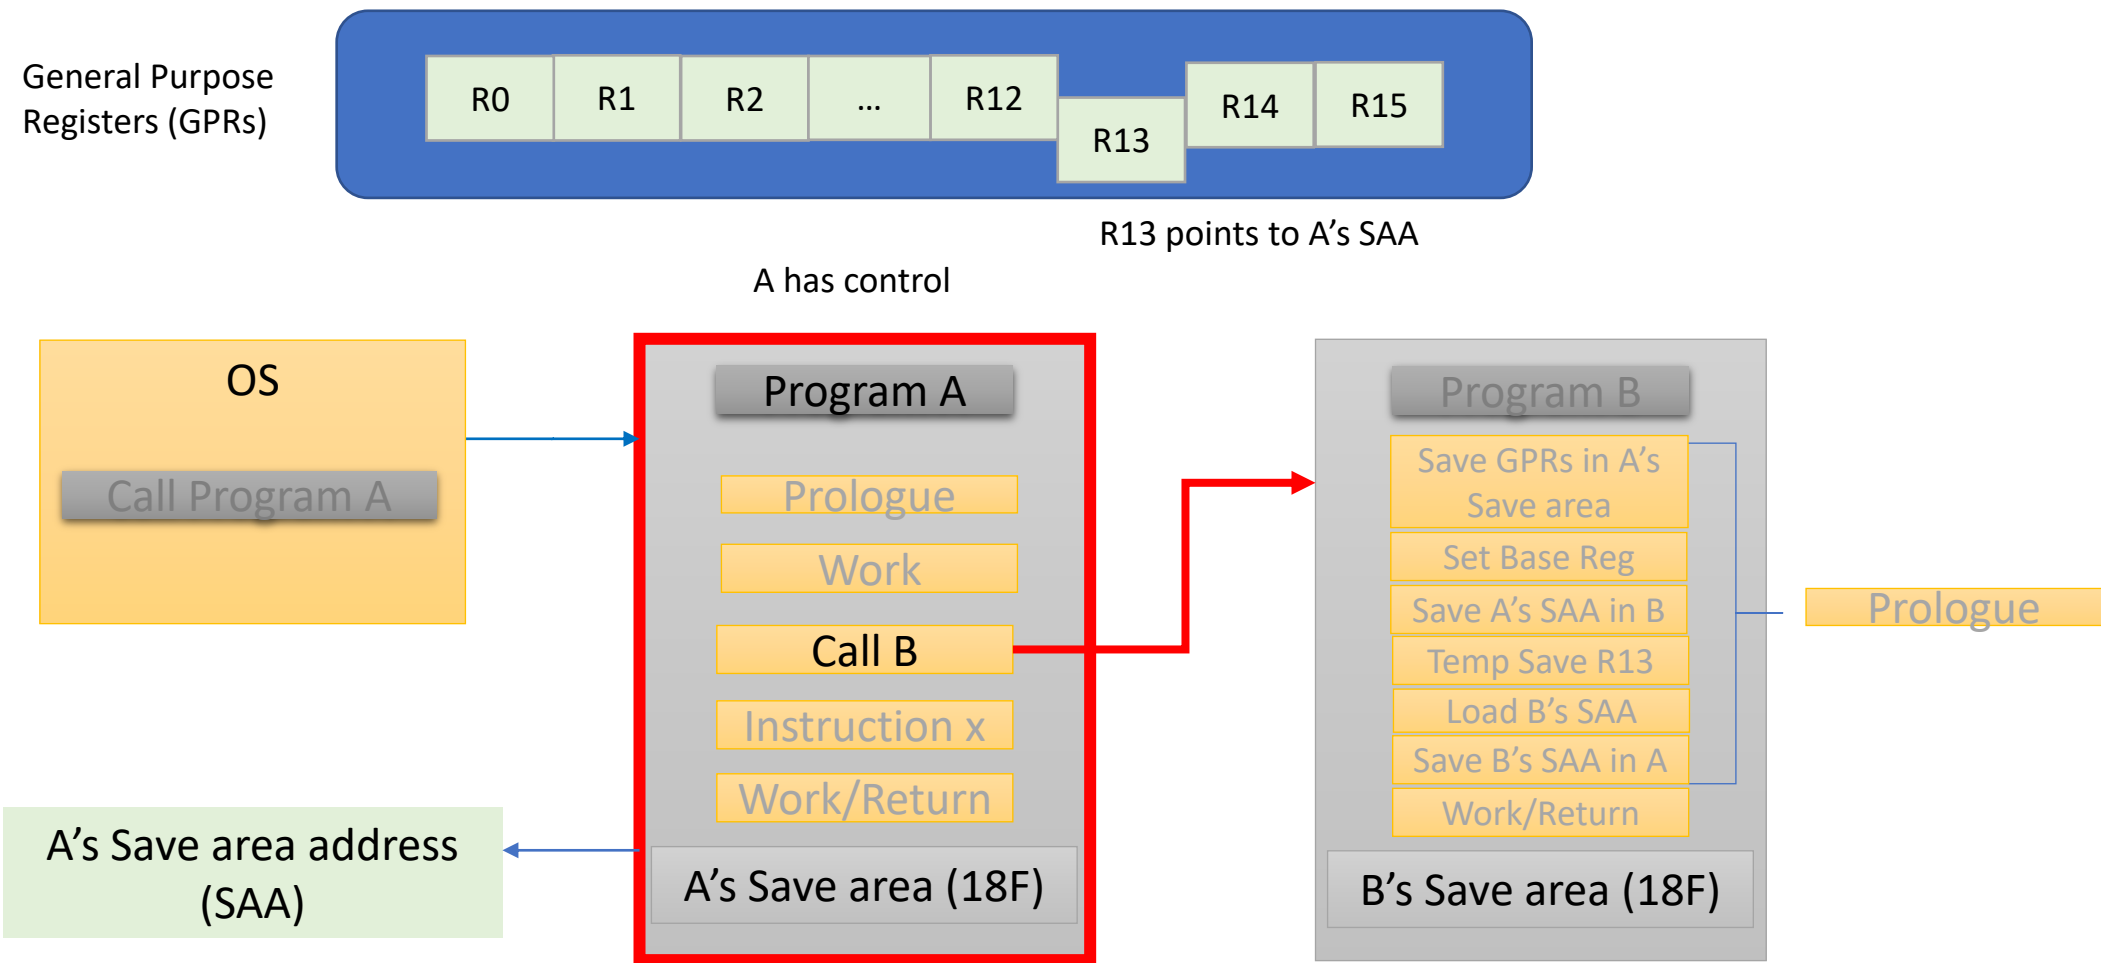 General Purpose
Registers (GPRs)
R0
R1
R2
...
R12
R13
R14
R15
R13 points to A’s SAA
A has control
OS
Call Program A
Program A
Prologue
Work
Call B
Instruction x
Work/Return
A’s Save area (18F)
A’s Save area address
(SAA)
Program B
Save GPRs in A’s
Save area
Set Base Reg
Save A’s SAA in B
Temp Save R13
Load B’s SAA
Save B’s SAA in A
Work/Return
B’s Save area (18F)
Prologue